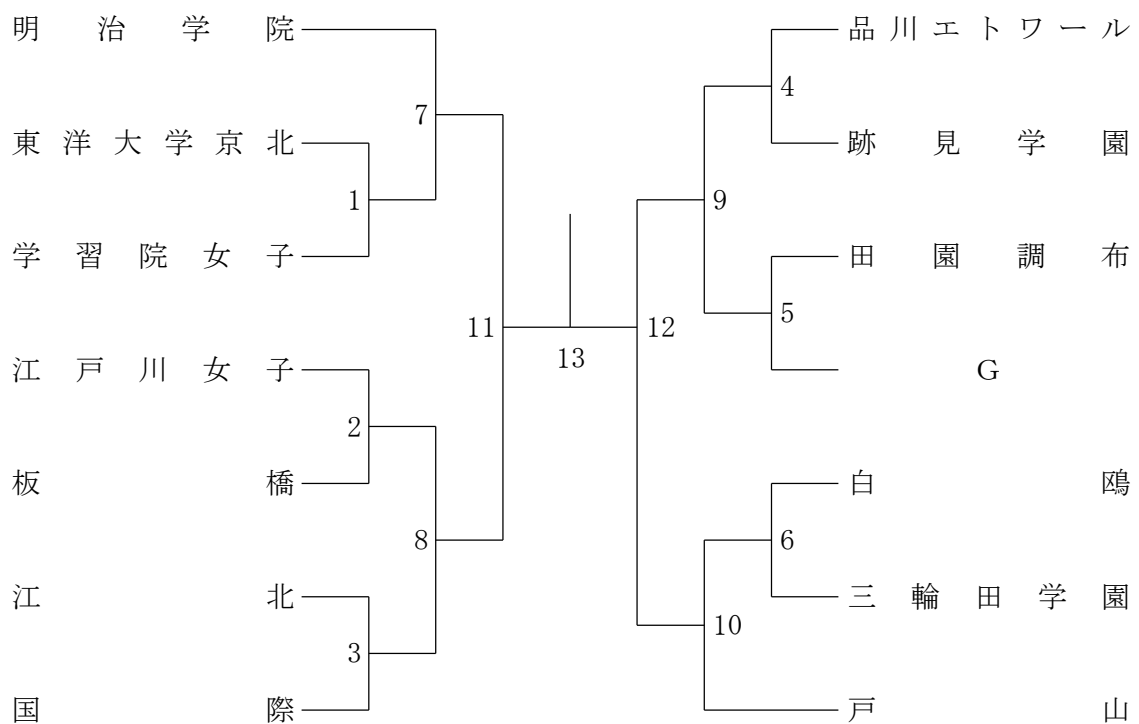 明治学院
東洋大学京北
学習院女子
江戸川女子
板橋
江北
国際
1
2
3
7
8
11
13
12
9
10
4
5
6
品川エトワール
跡見学園
田園調布
G
白鴎
三輪田学園
戸山